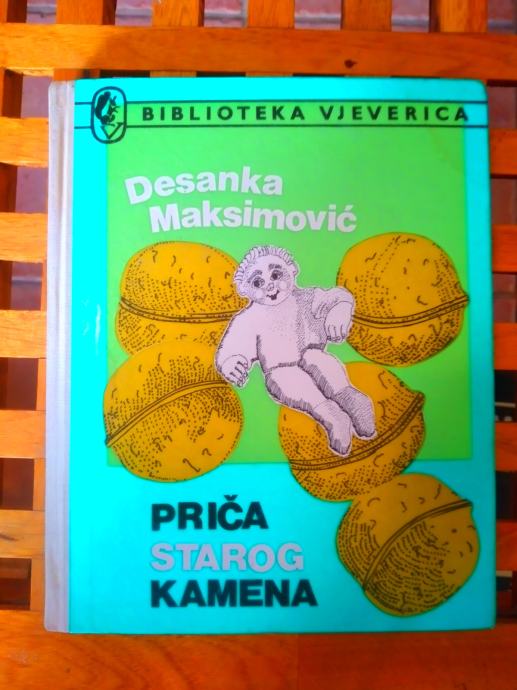 BIBLIOTEKA VJEVERICA
Desanka
Maksimović
PRIČA
STAROG
KAMENA